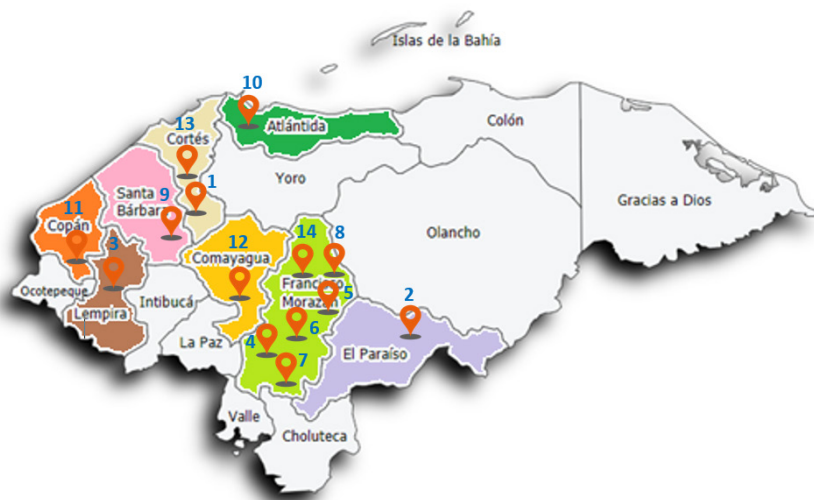 Islas de la Bahía
10
Atlántida
Colón
13
Cortés
Yoro
Gracias a Dios
Santa
Bárbara
9
1
11
Copán
3
12
Comayagua
14
8
Olancho
Francisco
Morazán
5
2
Ocotepeque
Intibucá
Lempira
La Paz
4
6
7
El Paraíso
Valle
Choluteca